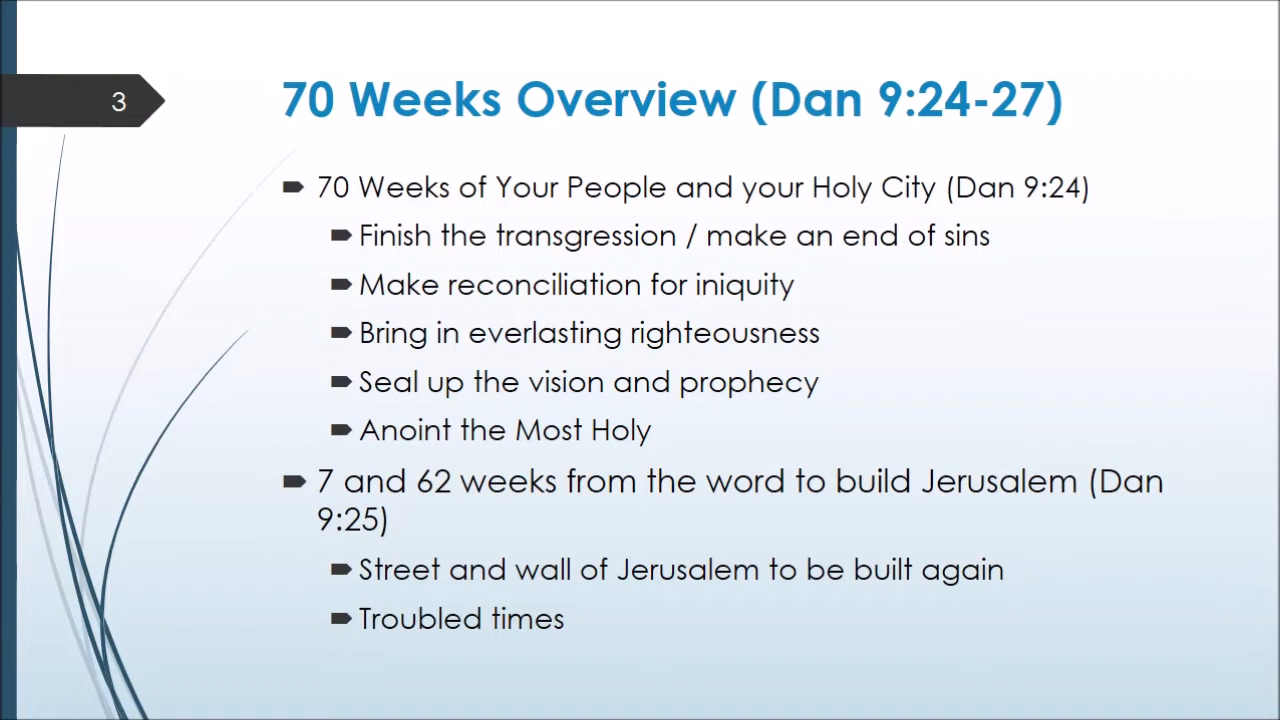 3
70 Weeks Overview (Dan 9:24-27)
70 Weeks of Your People and your Holy City (Dan 9:24)
Finish the transgression / make an end of sins
Make reconciliation for iniquity
Bring in everlasting righteousness
Seal up the vision and prophecy
Anoint the Most Holy
7 and 62 weeks from the word to build Jerusalem (Dan
9:25)
Street and wall of Jerusalem to be built again
Troubled times